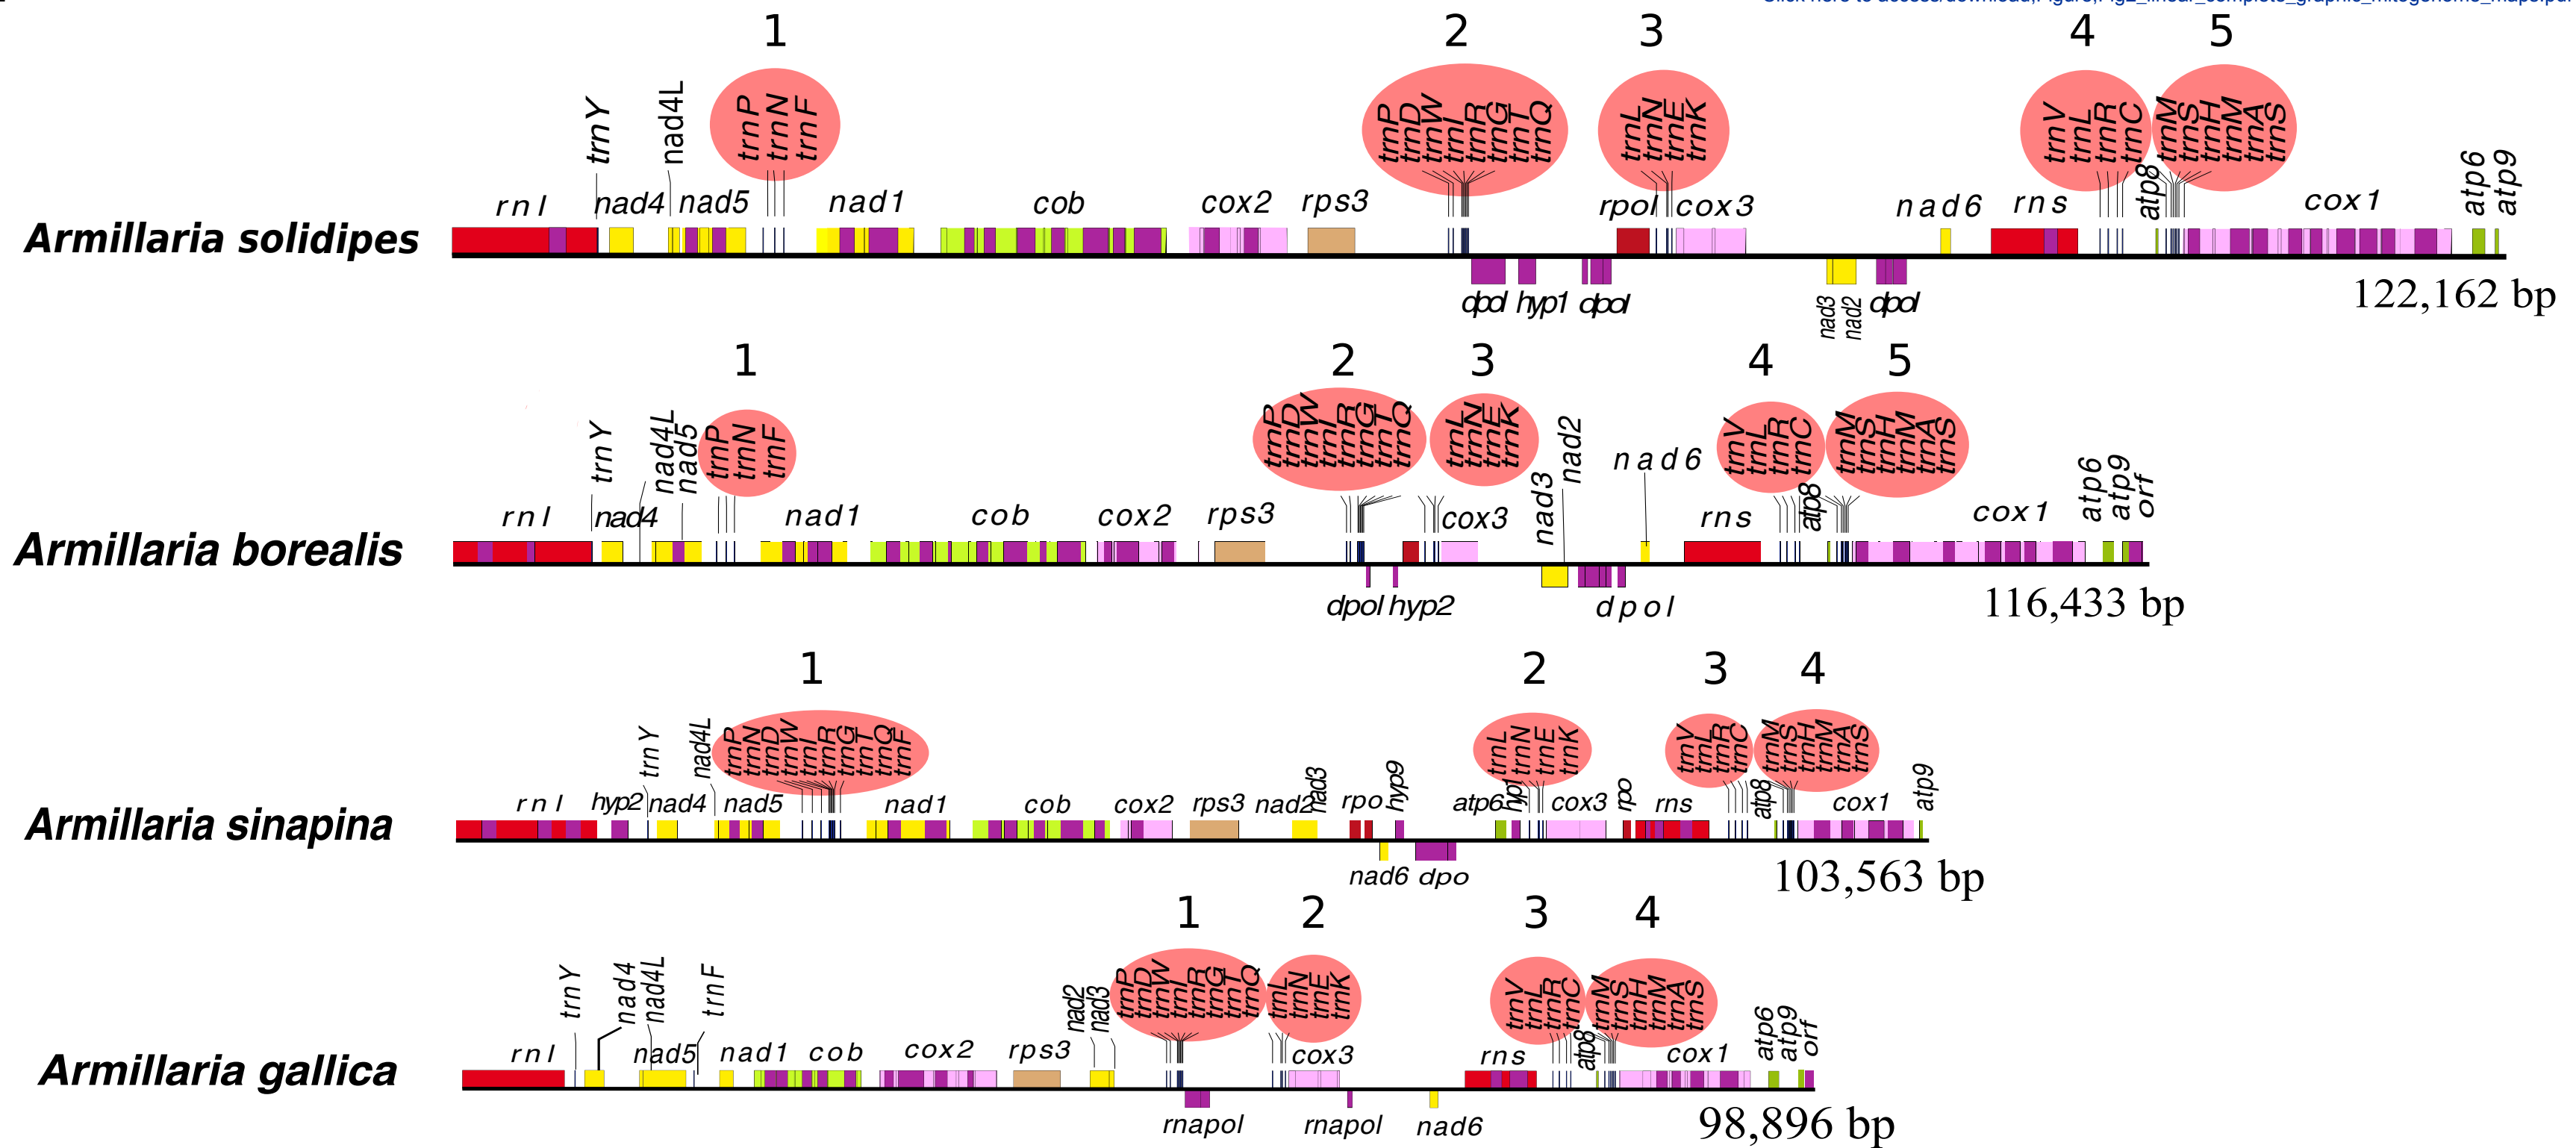 Click here to access/download;Figure;Fig2_linear_complete_graphic_mitogenome_maps.pdf
1 2 3 4 5
trnY nad4L trnP trnN trnF trnP trnD trnW trnI trnR trnG trnT trnQ trnL trnN trnE trnK trnV trnL trnR trnC atp8 trnM trnS trnH trnM trnA trnS atp6 atp9
rnl nad4 nad5 nad1 cob cox2 rps3 rpol cox3 nad6 rns cox1
Armillaria solidipes
dpol hyp1 dpol nad3 nad2 dpol
122,162 bp
1 2 3 4 5
trnY nad4L nad5 trnP trnN trnF trnP trnD trnW trnI trnR trnG trnT trnQ trnL trnN trnE trnK nad3 nad2 nad6 trnV trnL trnR trnC atp8 trnM trnS trnH trnM trnA trnS atp6 atp9 orf
rnl nad4 nad1 cob cox2 rps3 cox3 rns cox1
Armillaria borealis
dpol hyp2 dpol
116,433 bp
1 2 3 4
trnY nad4L trnP trnN trnD trnW trnI trnR trnG trnT trnQ trnF nad3 hyp9 hyp1 trnL trnN trnE trnK rpo trnV trnL trnR trnC atp8 trnM trnS trnH trnM trnA trnS atp9
rnl hyp2 nad4 nad5 nad1 cob cox2 rps3 nad2 rpo atp6 cox3 rns cox1
Armillaria sinapina
nad6 dpo
103,563 bp
1 2 3 4
trnY nad4 nad4L trnF nad2 nad3 trnP trnD trnW trnI trnR trnG trnT trnQ trnL trnN trnE trnK trnV trnL trnR trnC atp8 trnM trnS trnH trnM trnA trnS atp6 atp9 orf
rnl nad5 nad1 cob cox2 rps3 cox3 rns cox1
Armillaria gallica
rnapol rnapol nad6
98,896 bp